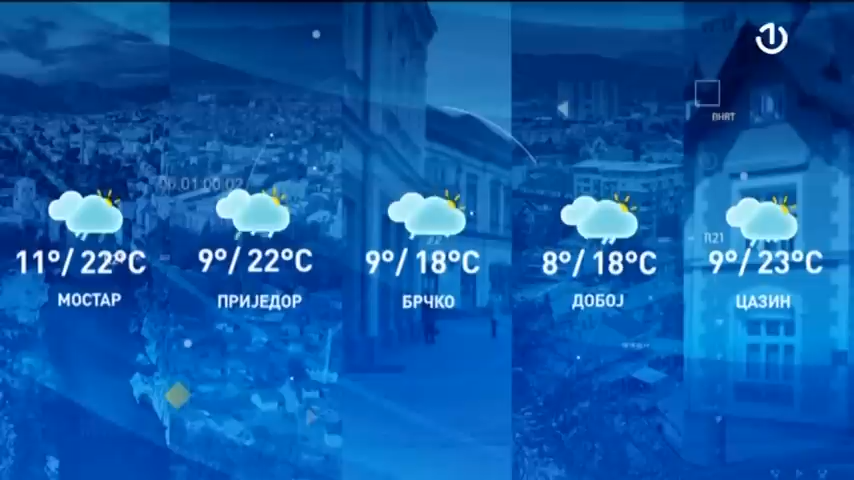 11°/ 22°C
МОСТАР
9°/ 22°C
ПРИЈЕДОР
9°/ 18°C
БРЧКО
8°/ 18°C
ДОБОЈ
9°/ 23°C
ЦАЗИН